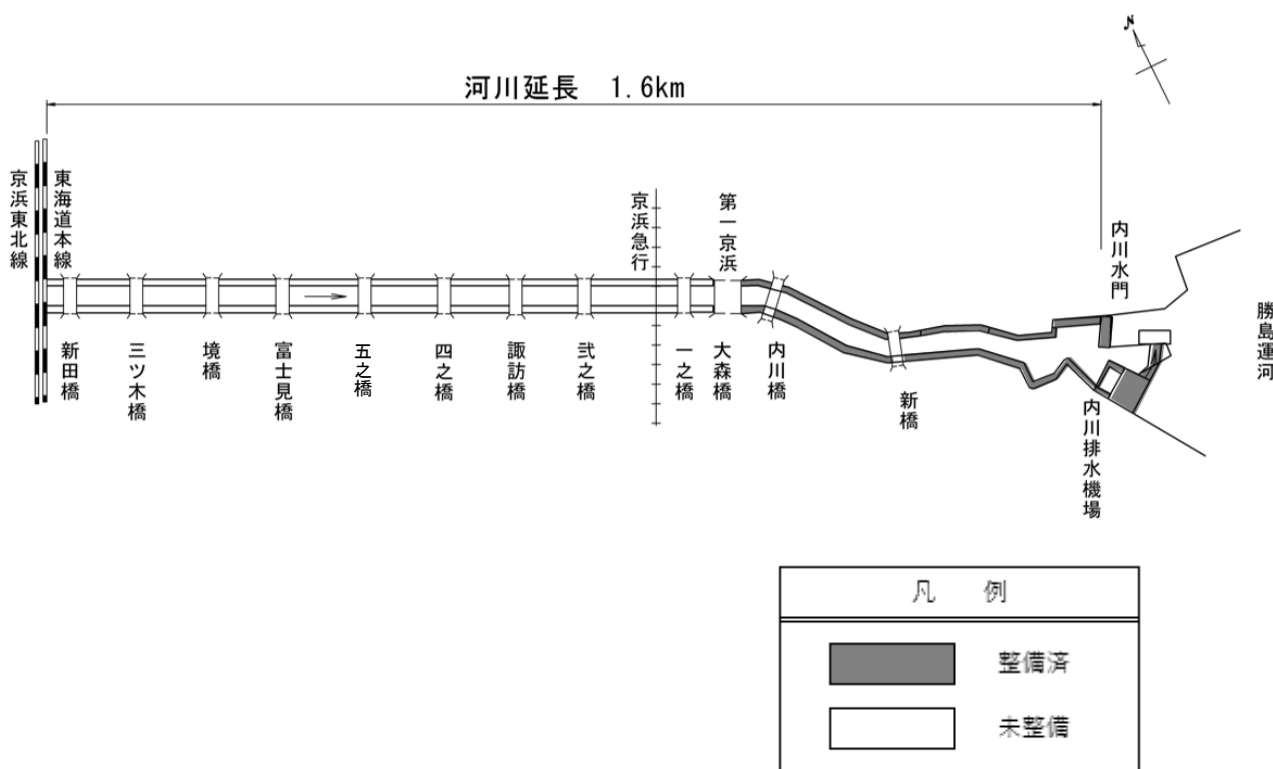 N
河川延長 1.6km
京浜東北線
東海道本線
京浜急行
第一京浜
内川水門
勝島運河
新田橋
三ツ木橋
境橋
富士見橋
五之橋
四之橋
諏訪橋
弐之橋
一之橋
大森橋
内川橋
新橋
内川排水機場
凡 例
整備済
未整備